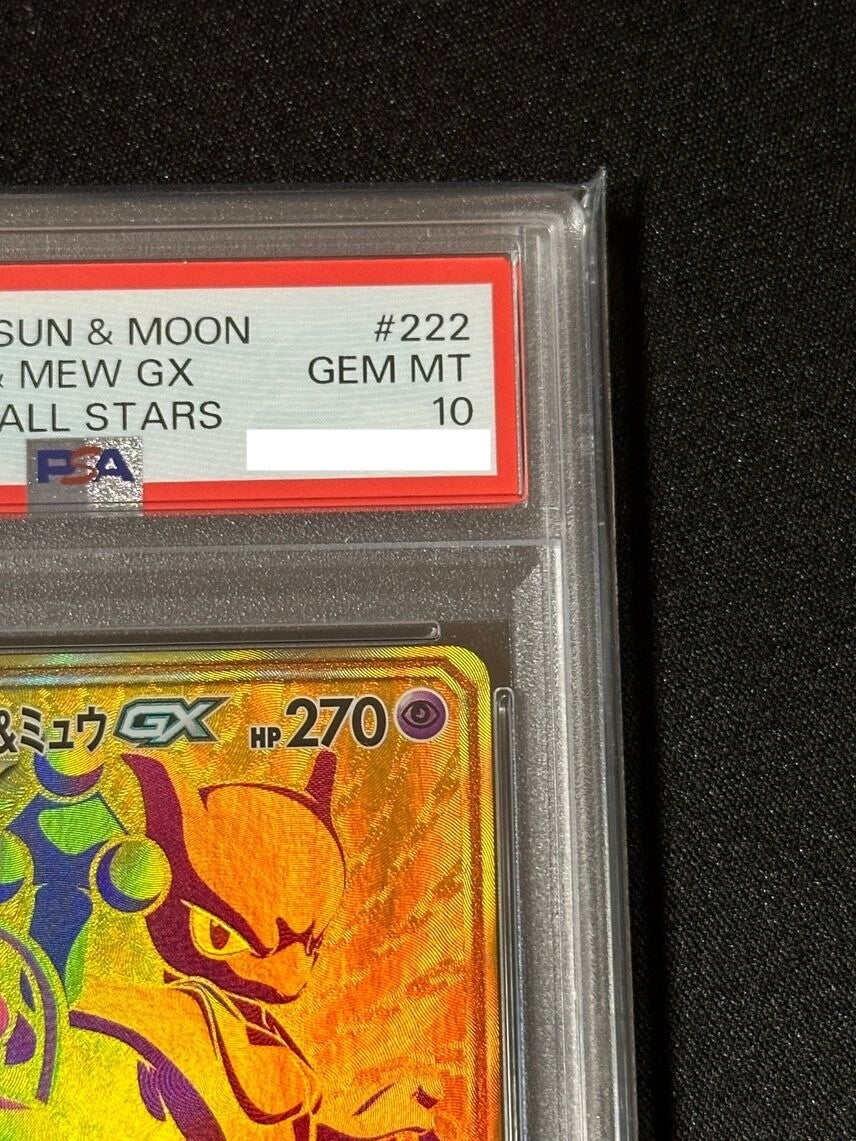 SUN & MOON #222
& MEW GX GEM MT
ALL STARS 10
PSA
&ミュウGX HP270